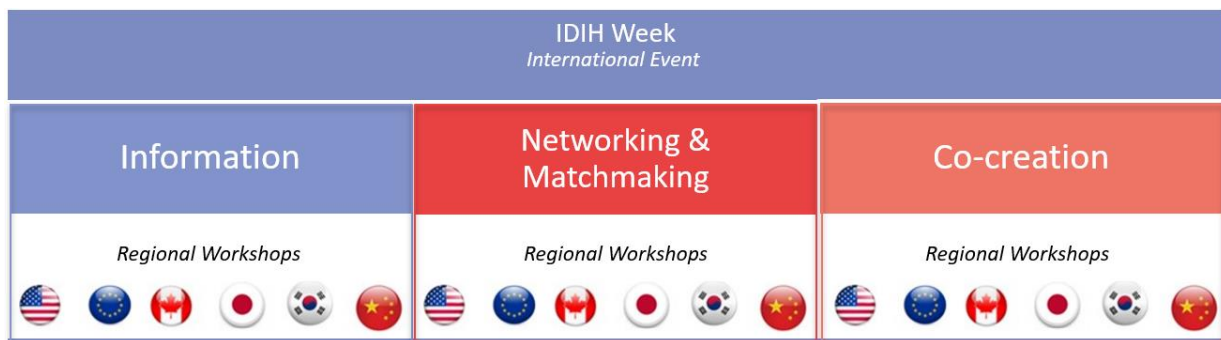 IDIH Week
International Event
Information
Networking &
Matchmaking
Co-creation
Regional Workshops
Regional Workshops
Regional Workshops